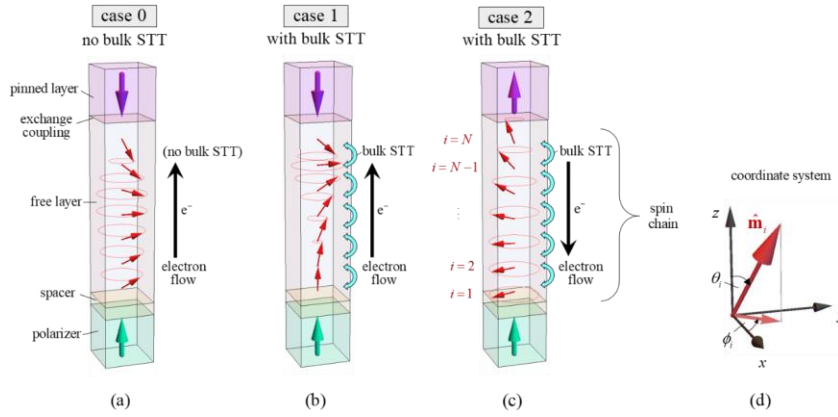 case 0
no bulk STT
case 1
with bulk STT
case 2
with bulk STT
pinned layer
exchange
coupling
free layer
spacer
polarizer
(no bulk STT)
e⁻
electron
flow
bulk STT
e⁻
electron
flow
i = N
i = N−1
⋮
i = 2
i = 1
bulk STT
e⁻
electron
flow
spin
chain
coordinate system
z
m̂ᵢ
θᵢ
ϕᵢ
x
(a)
(b)
(c)
(d)